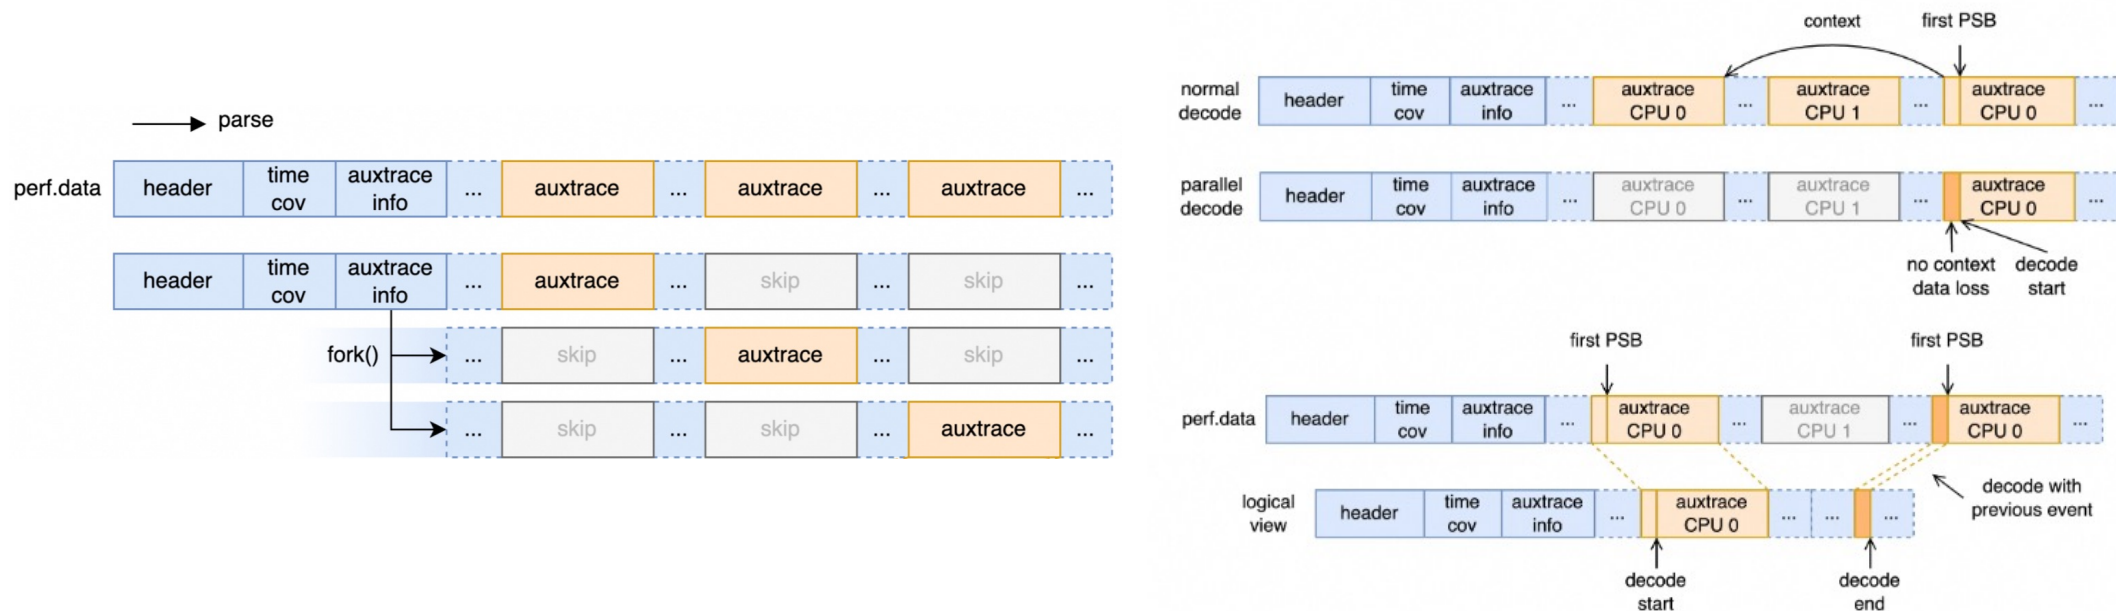 parse
perf.data
header
time
cov
auxtrace
info
...
auxtrace
...
auxtrace
...
auxtrace
...
header
time
cov
auxtrace
info
...
auxtrace
...
skip
...
skip
...
fork()
...
skip
...
auxtrace
...
skip
...
...
skip
...
skip
...
auxtrace
...
context
first PSB
normal
decode
header
time
cov
auxtrace
info
...
auxtrace
CPU 0
...
auxtrace
CPU 1
...
auxtrace
CPU 0
...
parallel
decode
header
time
cov
auxtrace
info
...
auxtrace
CPU 0
...
auxtrace
CPU 1
...
auxtrace
CPU 0
...
no context
data loss
decode
start
first PSB
first PSB
perf.data
header
time
cov
auxtrace
info
...
auxtrace
CPU 0
...
auxtrace
CPU 1
...
auxtrace
CPU 0
...
decode with
previous event
logical
view
header
time
cov
auxtrace
info
...
auxtrace
CPU 0
...
...
...
decode
start
decode
end